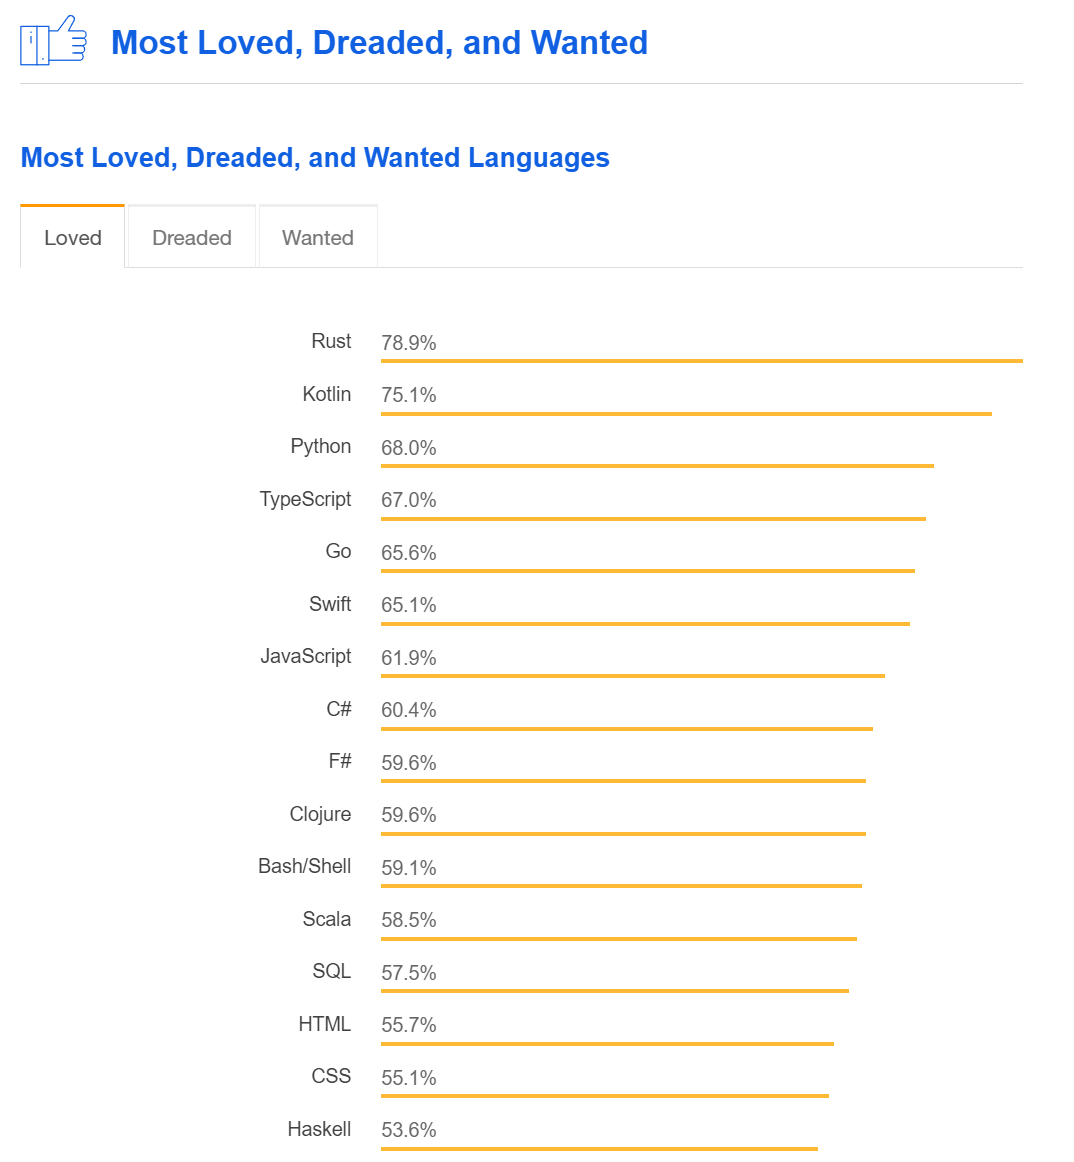 Most Loved, Dreaded, and Wanted
Most Loved, Dreaded, and Wanted Languages
Loved Dreaded Wanted
Rust 78.9%
Kotlin 75.1%
Python 68.0%
TypeScript 67.0%
Go 65.6%
Swift 65.1%
JavaScript 61.9%
C# 60.4%
F# 59.6%
Clojure 59.6%
Bash/Shell 59.1%
Scala 58.5%
SQL 57.5%
HTML 55.7%
CSS 55.1%
Haskell 53.6%